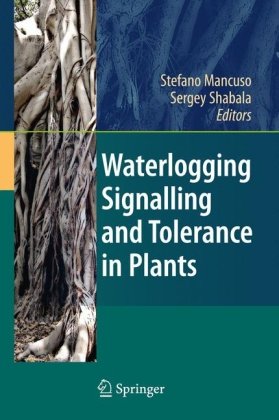 Stefano Mancuso
Sergey Shabala
Editors
Waterlogging
Signalling
and Tolerance
in Plants
Springer